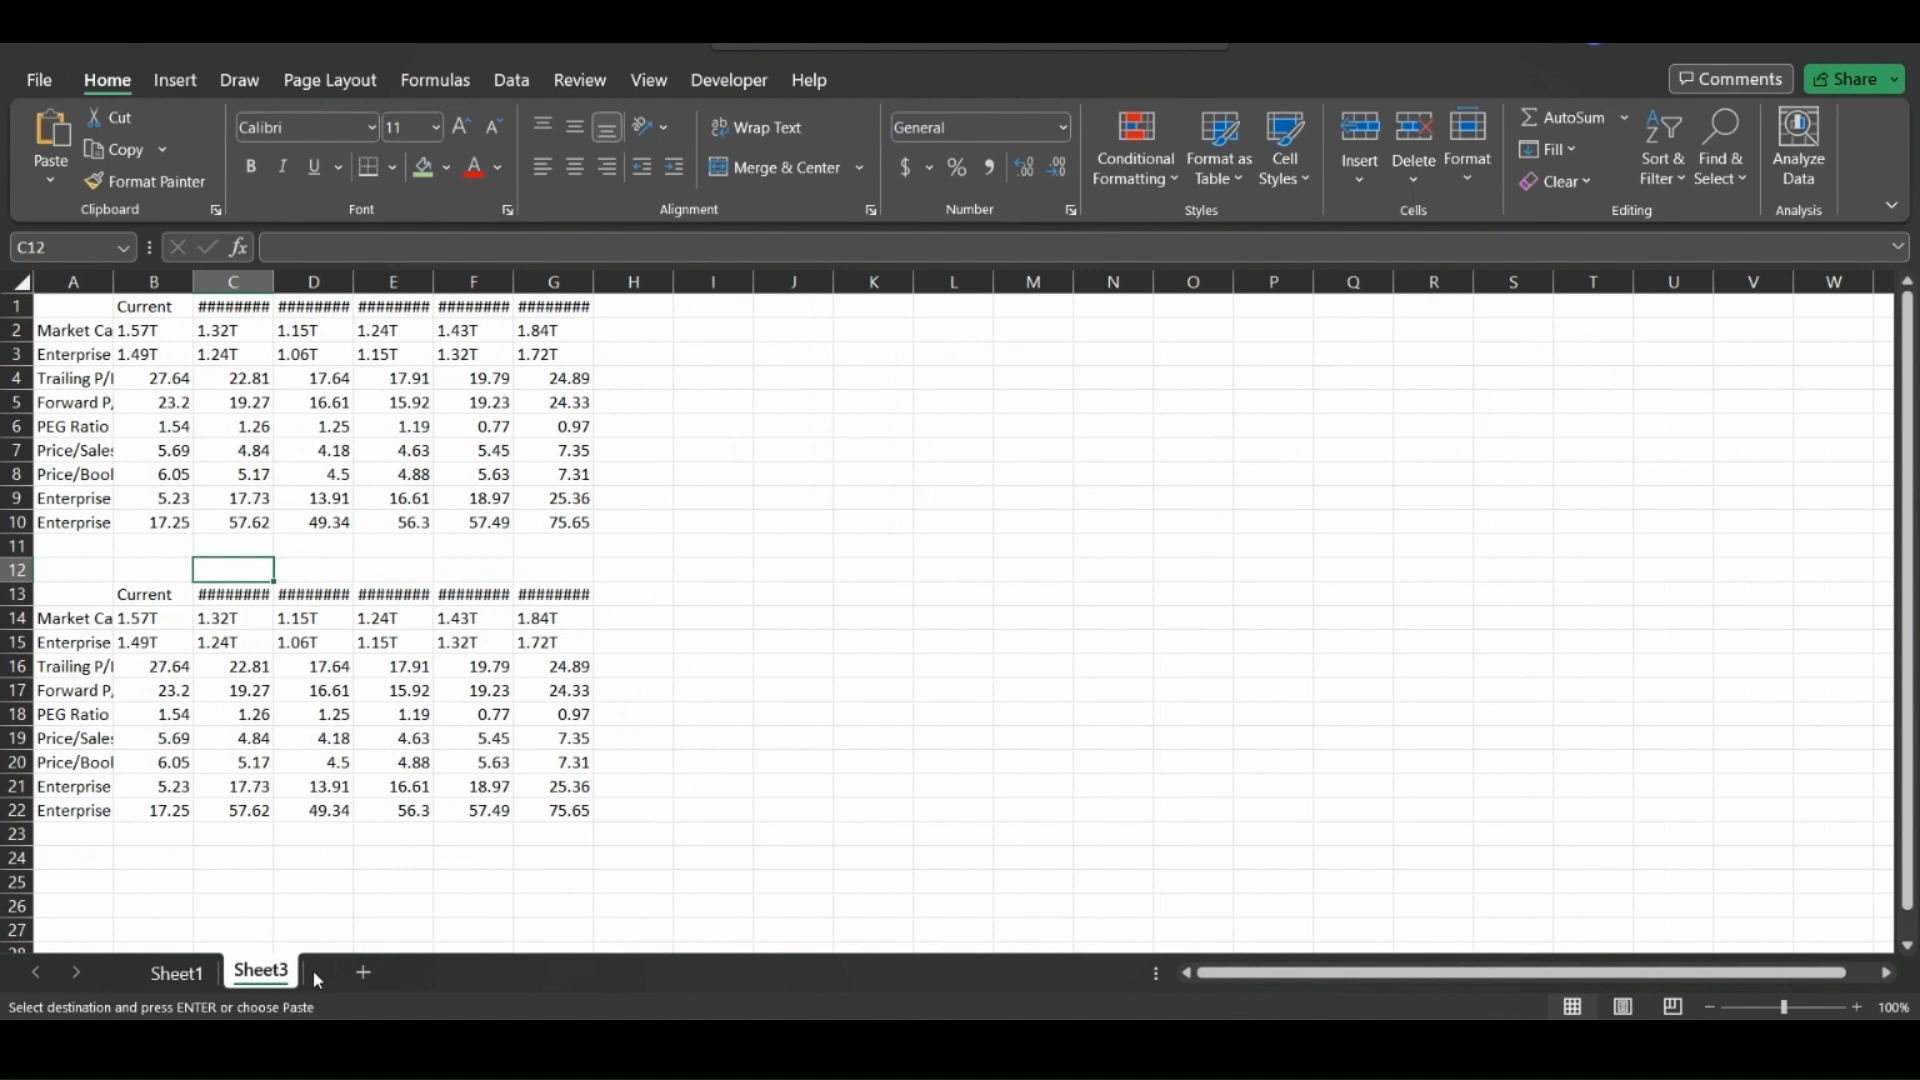 File Home Insert Draw Page Layout Formulas Data Review View Developer Help Comments Share
Paste Cut Copy Format Painter Clipboard
Calibri 11 A A B I U A Font
ab Wrap Text Merge & Center Alignment
General $ % , .00 Number
Conditional Formatting Format as Table Cell Styles Styles
Insert Delete Format Cells
AutoSum Fill Clear Sort & Filter Find & Select Editing
Analyze Data Analysis
C12 fx
A B C D E F G H I J K L M N O P Q R S T U V W
1 Current ######## ######## ######## ######## ########
2 Market Ca 1.57T 1.32T 1.15T 1.24T 1.43T 1.84T
3 Enterprise 1.49T 1.24T 1.06T 1.15T 1.32T 1.72T
4 Trailing P/ 27.64 22.81 17.64 17.91 19.79 24.89
5 Forward P 23.2 19.27 16.61 15.92 19.23 24.33
6 PEG Ratio 1.54 1.26 1.25 1.19 0.77 0.97
7 Price/Sale 5.69 4.84 4.18 4.63 5.45 7.35
8 Price/Boo 6.05 5.17 4.5 4.88 5.63 7.31
9 Enterprise 5.23 17.73 13.91 16.61 18.97 25.36
10 Enterprise 17.25 57.62 49.34 56.3 57.49 75.65
11
12
13 Current ######## ######## ######## ######## ########
14 Market Ca 1.57T 1.32T 1.15T 1.24T 1.43T 1.84T
15 Enterprise 1.49T 1.24T 1.06T 1.15T 1.32T 1.72T
16 Trailing P/ 27.64 22.81 17.64 17.91 19.79 24.89
17 Forward P 23.2 19.27 16.61 15.92 19.23 24.33
18 PEG Ratio 1.54 1.26 1.25 1.19 0.77 0.97
19 Price/Sale 5.69 4.84 4.18 4.63 5.45 7.35
20 Price/Boo 6.05 5.17 4.5 4.88 5.63 7.31
21 Enterprise 5.23 17.73 13.91 16.61 18.97 25.36
22 Enterprise 17.25 57.62 49.34 56.3 57.49 75.65
23
24
25
26
27
Sheet1 Sheet3 +
Select destination and press ENTER or choose Paste 100%